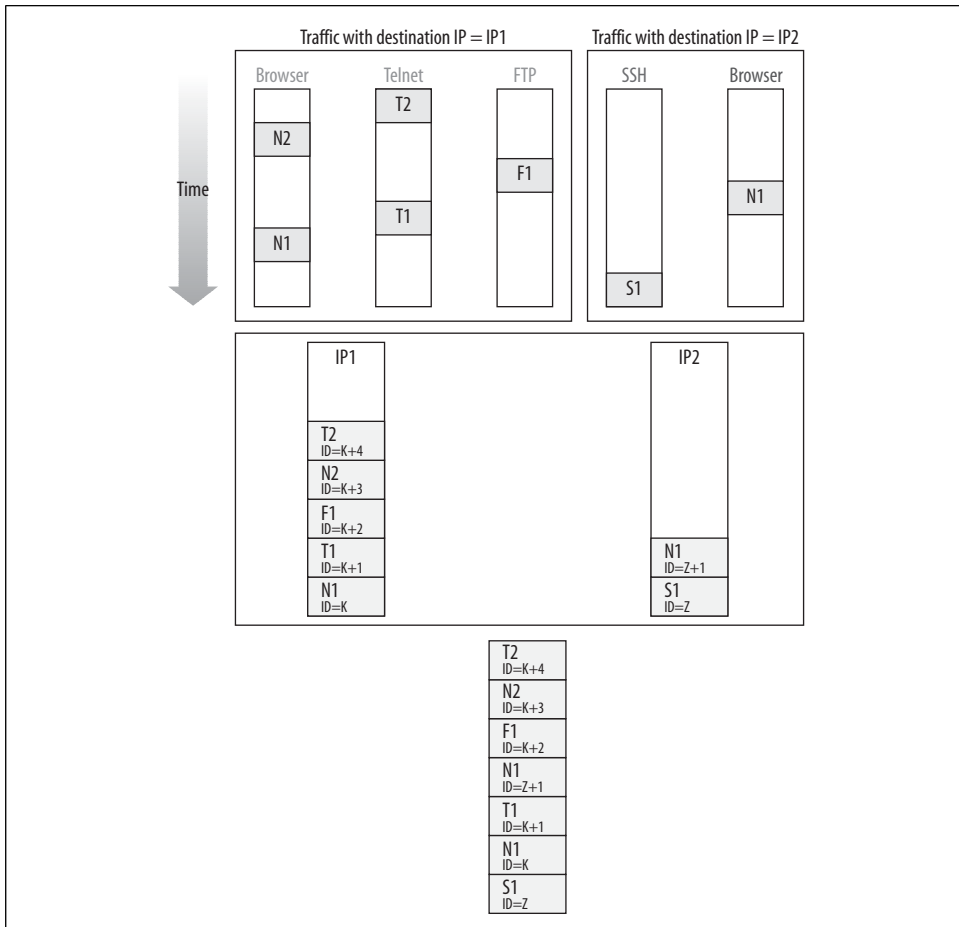 Traffic with destination IP = IP1
Traffic with destination IP = IP2
Browser
Telnet
FTP
SSH
Browser
Time
T2
N2
F1
N1
T1
N1
S1
IP1
IP2
T2
ID=K+4
N2
ID=K+3
F1
ID=K+2
T1
ID=K+1
N1
ID=K
N1
ID=Z+1
S1
ID=Z
T2
ID=K+4
N2
ID=K+3
F1
ID=K+2
N1
ID=Z+1
T1
ID=K+1
N1
ID=K
S1
ID=Z